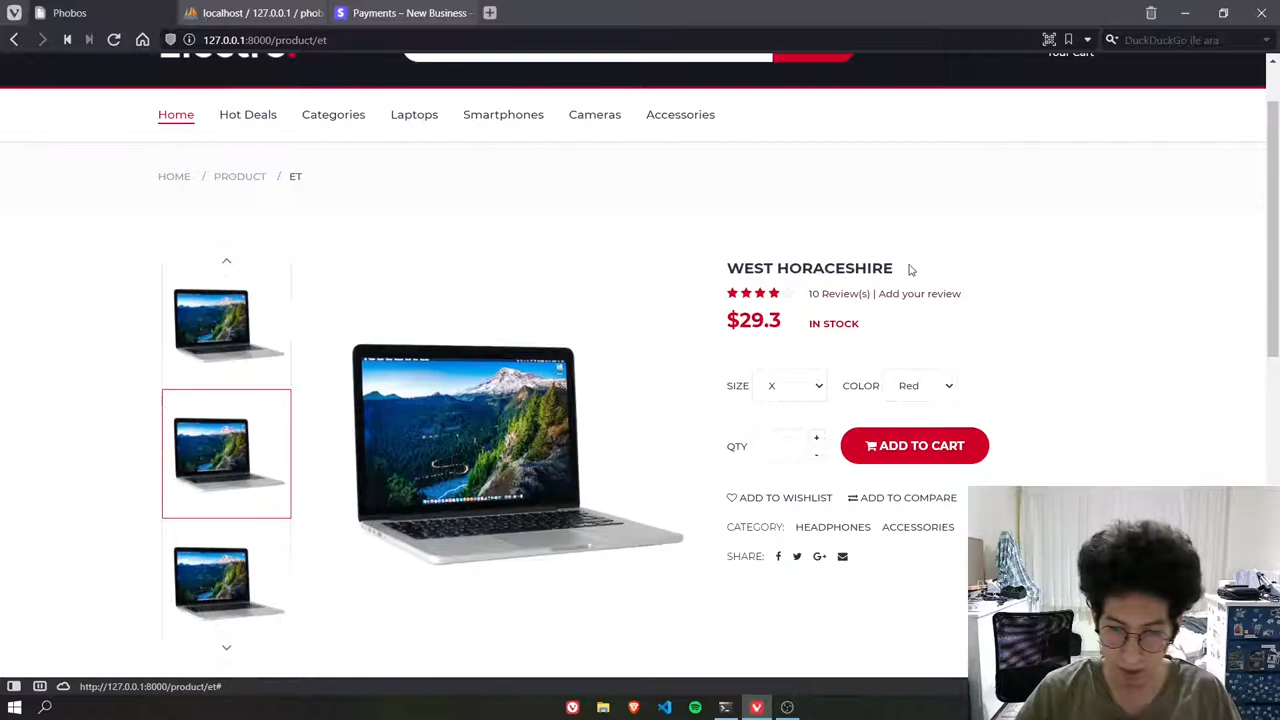 Phobos
localhost / 127.0.0.1 / phob
Payments – New Business
127.0.0.1:8000/product/et
DuckDuckGo ile ara
Your Cart
Home
Hot Deals
Categories
Laptops
Smartphones
Cameras
Accessories
HOME / PRODUCT / ET
WEST HORACESHIRE
10 Review(s) | Add your review
$29.3
IN STOCK
SIZE
X
COLOR
Red
QTY
+
-
ADD TO CART
ADD TO WISHLIST
ADD TO COMPARE
CATEGORY:
HEADPHONES
ACCESSORIES
SHARE:
http://127.0.0.1:8000/product/et#